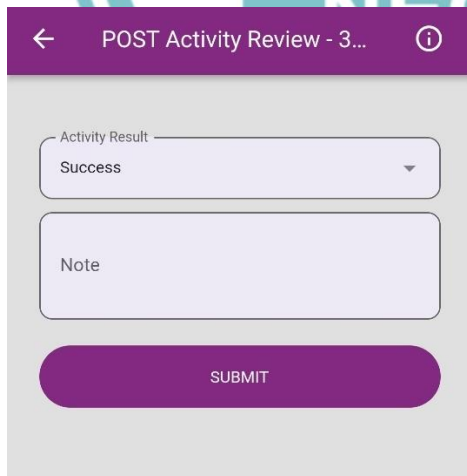 POST Activity Review - 3...
Activity Result
Success
Note
SUBMIT